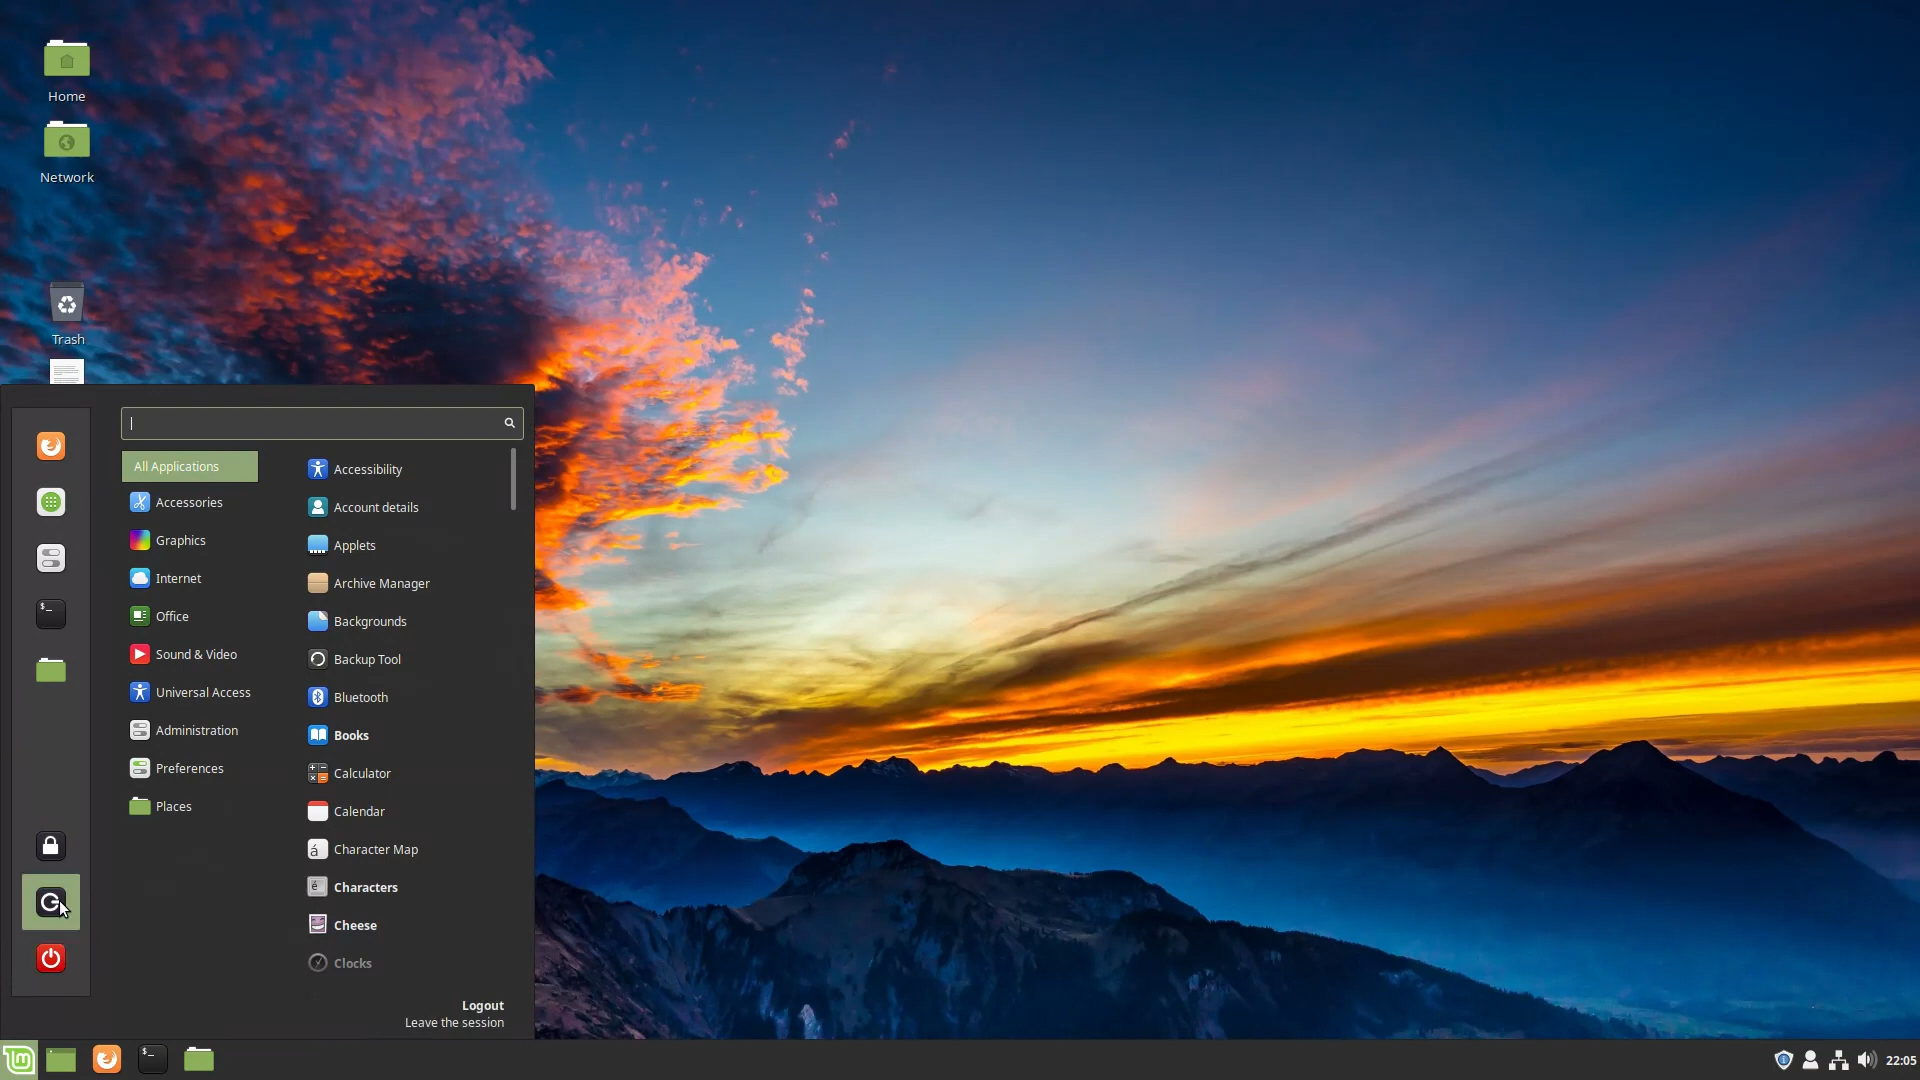 Home
Network
Trash
All Applications
Accessories
Graphics
Internet
Office
Sound & Video
Universal Access
Administration
Preferences
Places
Accessibility
Account details
Applets
Archive Manager
Backgrounds
Backup Tool
Bluetooth
Books
Calculator
Calendar
Character Map
Characters
Cheese
Clocks
Logout
Leave the session
22:05